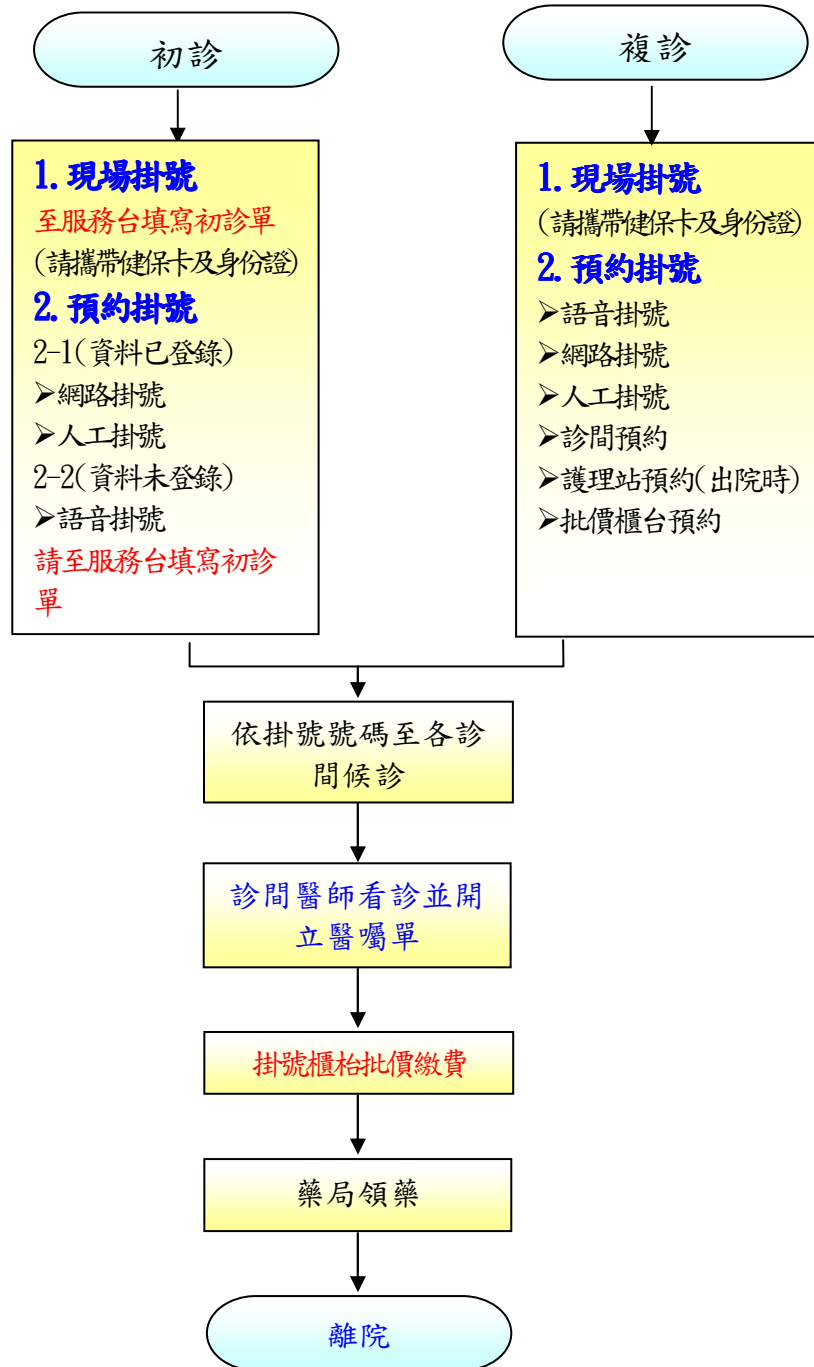 初診
1.現場掛號
至服務台填寫初診單
(請攜帶健保卡及身份證)
2.預約掛號
2-1(資料已登錄)
➢網路掛號
➢人工掛號
2-2(資料未登錄)
➢語音掛號
請至服務台填寫初診
單
複診
1.現場掛號
(請攜帶健保卡及身份證)
2.預約掛號
➢語音掛號
➢網路掛號
➢人工掛號
➢診間預約
➢護理站預約(出院時)
➢批價櫃台預約
依掛號號碼至各診
間候診
診間醫師看診並開
立醫囑單
掛號櫃枱批價繳費
藥局領藥
離院